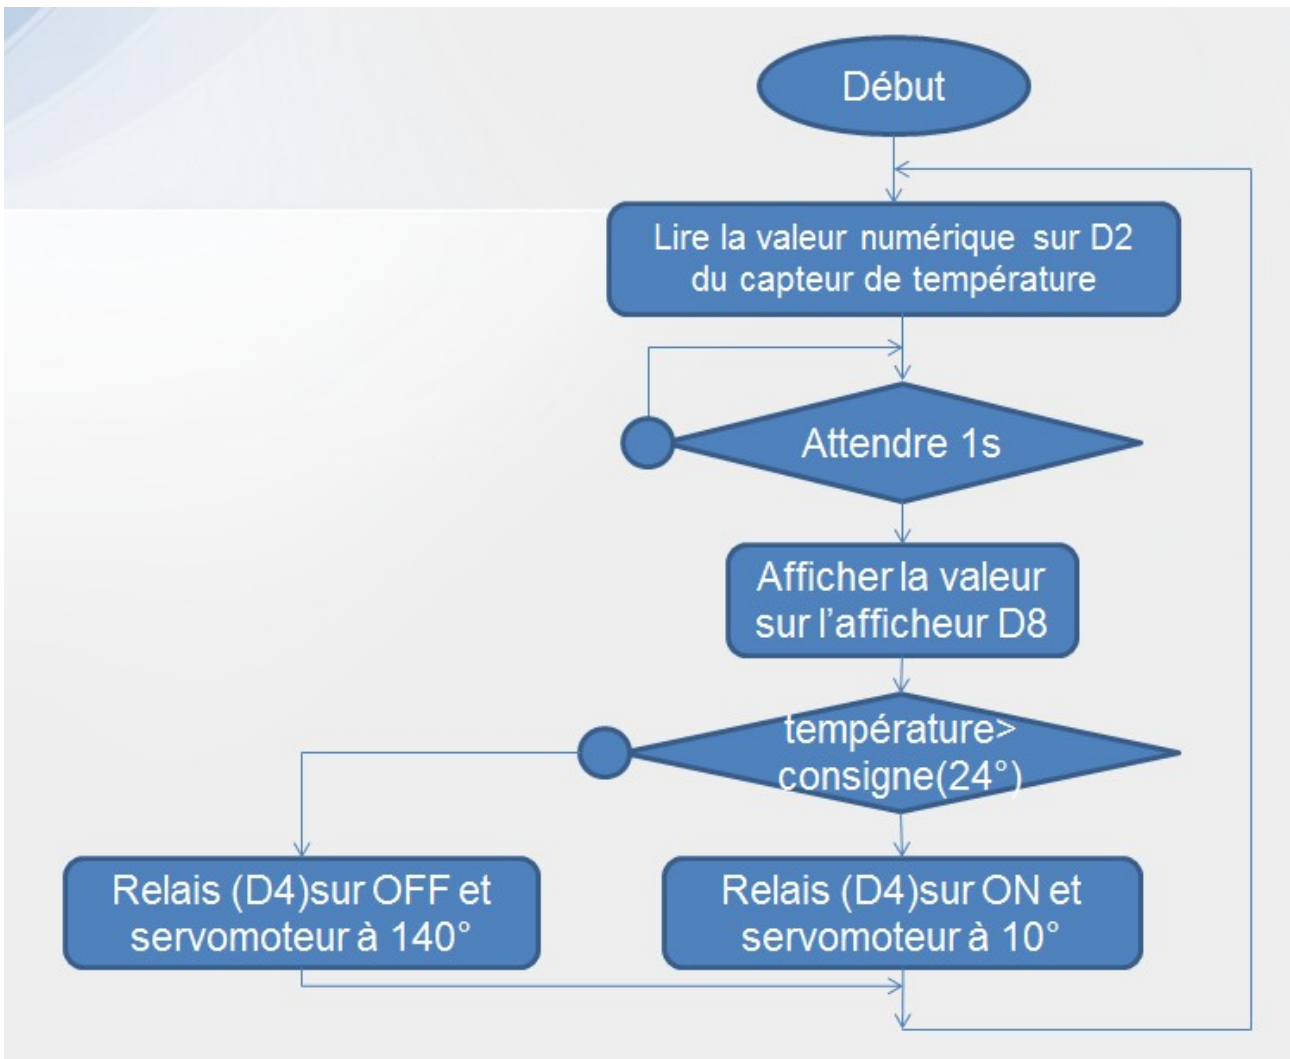 Début
Lire la valeur numérique sur D2
du capteur de température
Attendre 1s
Afficher la valeur
sur l'afficheur D8
température>
consigne(24°)
Relais (D4)sur OFF et
servomoteur à 140°
Relais (D4)sur ON et
servomoteur à 10°